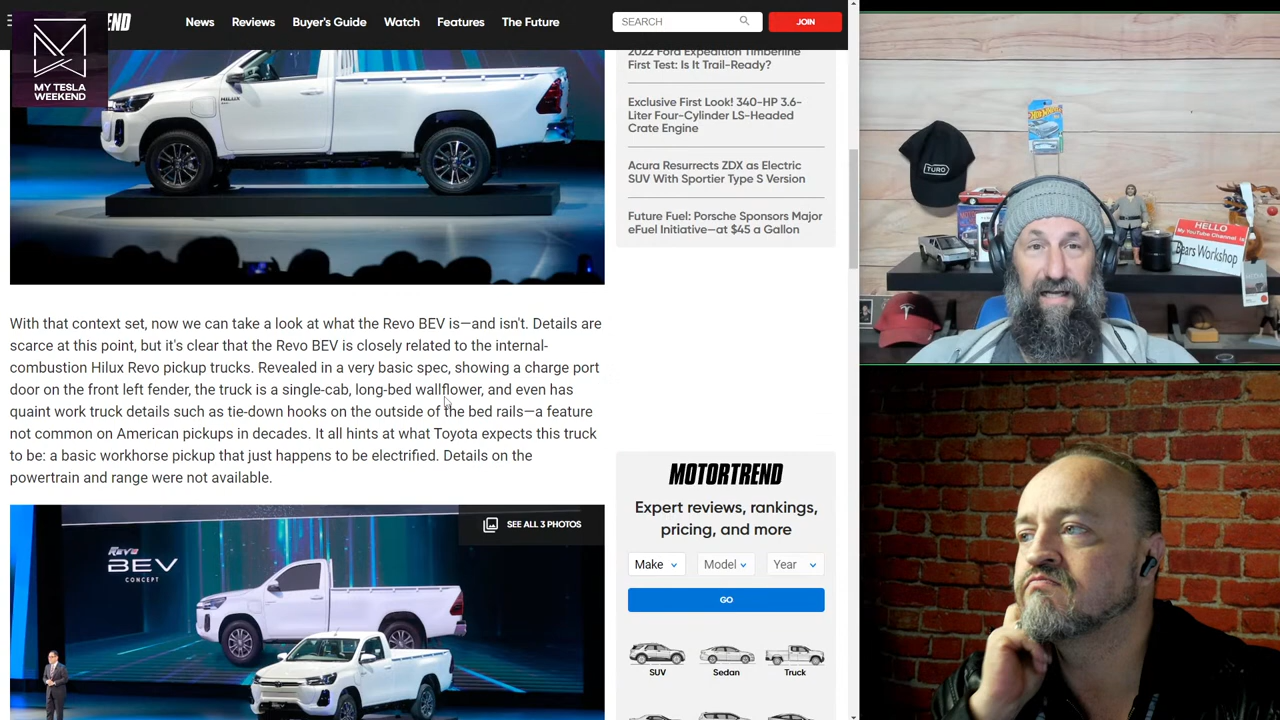 END
News Reviews Buyer's Guide Watch Features The Future
SEARCH
JOIN
MY TESLA
WEEKEND
HILUX
2022 Ford Expedition Timberline
First Test: Is It Trail-Ready?
Exclusive First Look! 340-HP 3.6-
Liter Four-Cylinder LS-Headed
Crate Engine
Acura Resurrects ZDX as Electric
SUV With Sportier Type S Version
Future Fuel: Porsche Sponsors Major
eFuel Initiative—at $45 a Gallon
With that context set, now we can take a look at what the Revo BEV is—and isn't. Details are
scarce at this point, but it's clear that the Revo BEV is closely related to the internal-
combustion Hilux Revo pickup trucks. Revealed in a very basic spec, showing a charge port
door on the front left fender, the truck is a single-cab, long-bed wallflower, and even has
quaint work truck details such as tie-down hooks on the outside of the bed rails—a feature
not common on American pickups in decades. It all hints at what Toyota expects this truck
to be: a basic workhorse pickup that just happens to be electrified. Details on the
powertrain and range were not available.
SEE ALL 3 PHOTOS
Revo
BEV
CONCEPT
MOTORTREND
Expert reviews, rankings,
pricing, and more
Make Model Year
GO
SUV Sedan Truck
Hot Wheels
TURO
HELLO
My YouTube Channel is
Bears Workshop